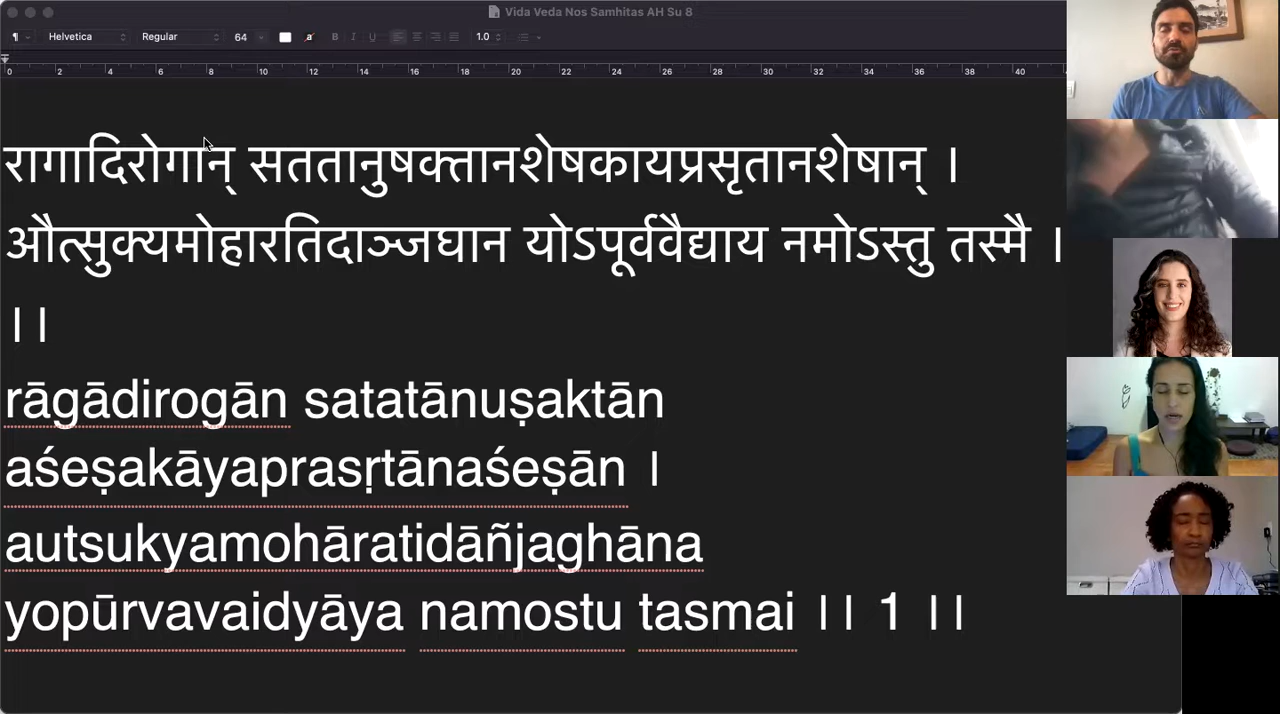 Vida Veda Nos Samhitas AH Su 8
¶ Helvetica Regular 64 a B I U 1.0
0 2 4 6 8 10 12 14 16 18 20 22 24 26 28 30 32 34 36 38 40
रागादिरोगान् सततानुषक्तानशेषकायप्रसृतानशेषान् ।
औत्सुक्यमोहारतिदाञ्जघान योऽपूर्ववैद्याय नमोऽस्तु तस्मै ।
।।
rāgādirogān satatānuṣaktān
aśeṣakāyaprasṛtānaśeṣān ।
autsukyamohāratidāñjaghāna
yopūrvavaidyāya namostu tasmai ।। 1 ।।